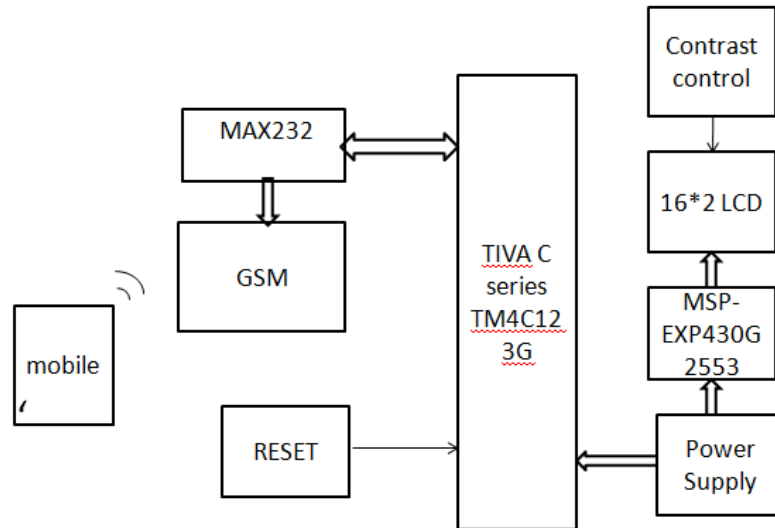 Contrast
control
MAX232
16*2 LCD
GSM
TIVA C
series
TM4C12
3G
MSP-
EXP430G
2553
mobile
RESET
Power
Supply